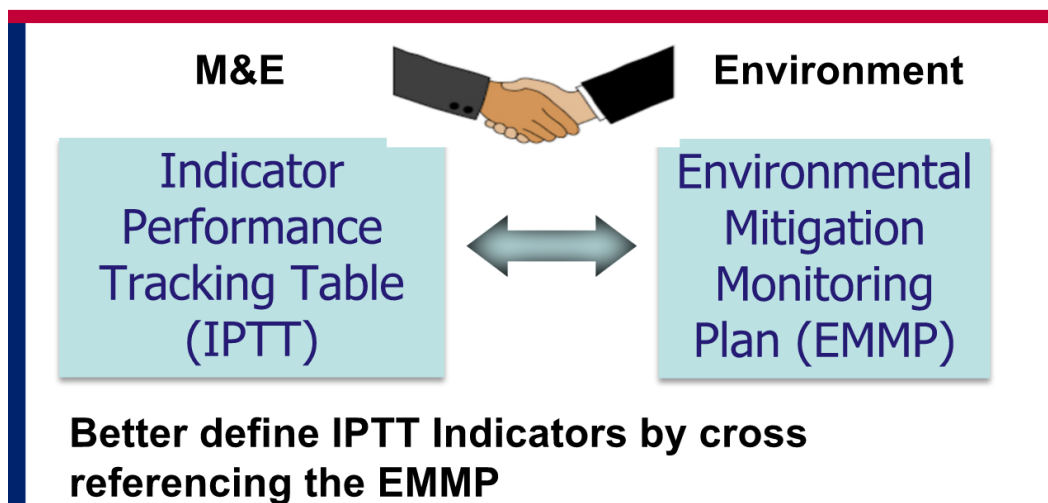 M&E
Environment
Indicator
Performance
Tracking Table
(IPTT)
Environmental
Mitigation
Monitoring
Plan (EMMP)
Better define IPTT Indicators by cross
referencing the EMMP